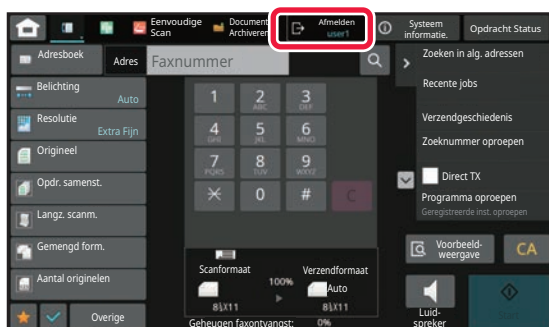 Eenvoudige
Scan
Document
Archiveren
Afmelden
user1
Systeem
informatie.
Opdracht Status
Adresboek
Adres
Faxnummer
Zoeken in alg. adressen
Belichting
Auto
Recente jobs
Resolutie
Extra Fijn
Verzendgeschiedenis
Zoeknummer oproepen
Origineel
Opdr. samenst.
Langz. scanm.
Gemengd form.
Aantal originelen
Overige
1
2 ABC
3 DEF
4 GHI
5 JKL
6 MNO
7 PQRS
8 TUV
9 WXYZ
0
#
C
Direct TX
Programma oproepen
Geregistreerde inst. oproepen
Voorbeeld-
weergave
CA
Scanformaat
100%
Verzendformaat
Auto
8½X11
8½X11
Geheugen faxontvangst: 0%
Luid-
spreker
Start